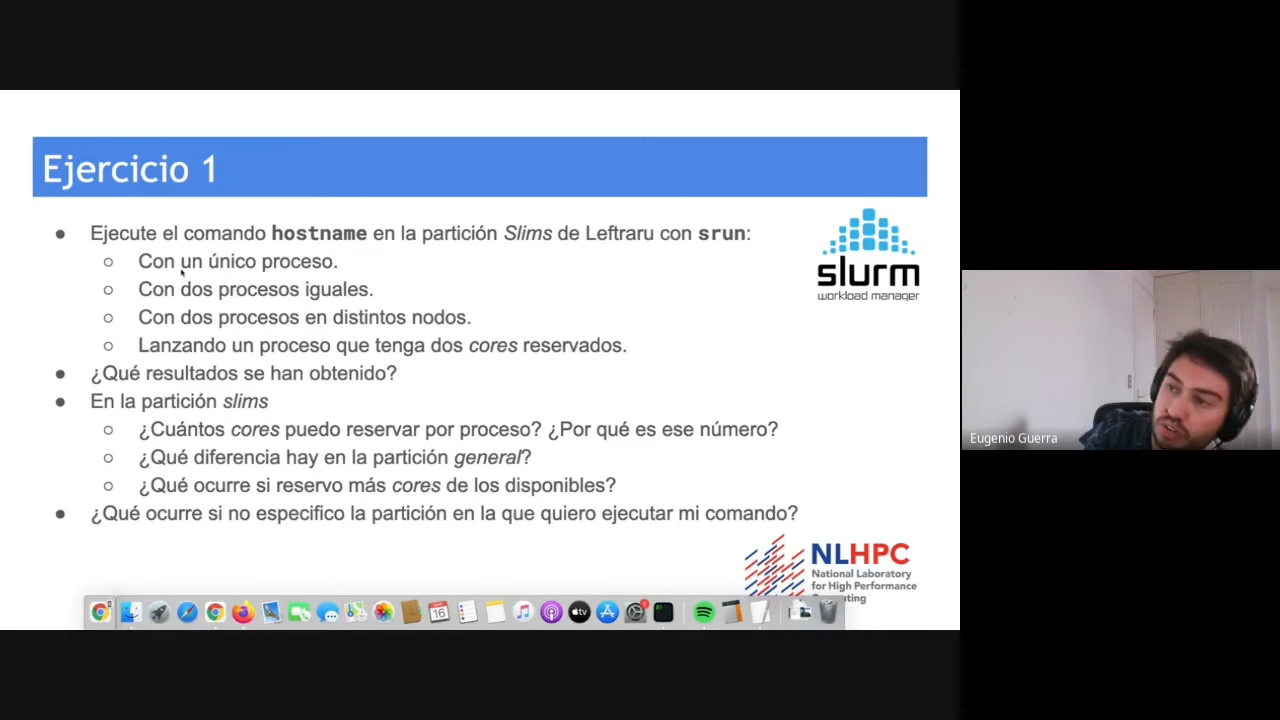 Ejercicio 1
● Ejecute el comando hostname en la partición Slims de Leftraru con srun:
○ Con un único proceso.
○ Con dos procesos iguales.
○ Con dos procesos en distintos nodos.
○ Lanzando un proceso que tenga dos cores reservados.
● ¿Qué resultados se han obtenido?
● En la partición slims
○ ¿Cuántos cores puedo reservar por proceso? ¿Por qué es ese número?
○ ¿Qué diferencia hay en la partición general?
○ ¿Qué ocurre si reservo más cores de los disponibles?
● ¿Qué ocurre si no especifico la partición en la que quiero ejecutar mi comando?
slurm
workload manager
NLHPC
National Laboratory
for High Performance
Computing
16
tv
Eugenio Guerra